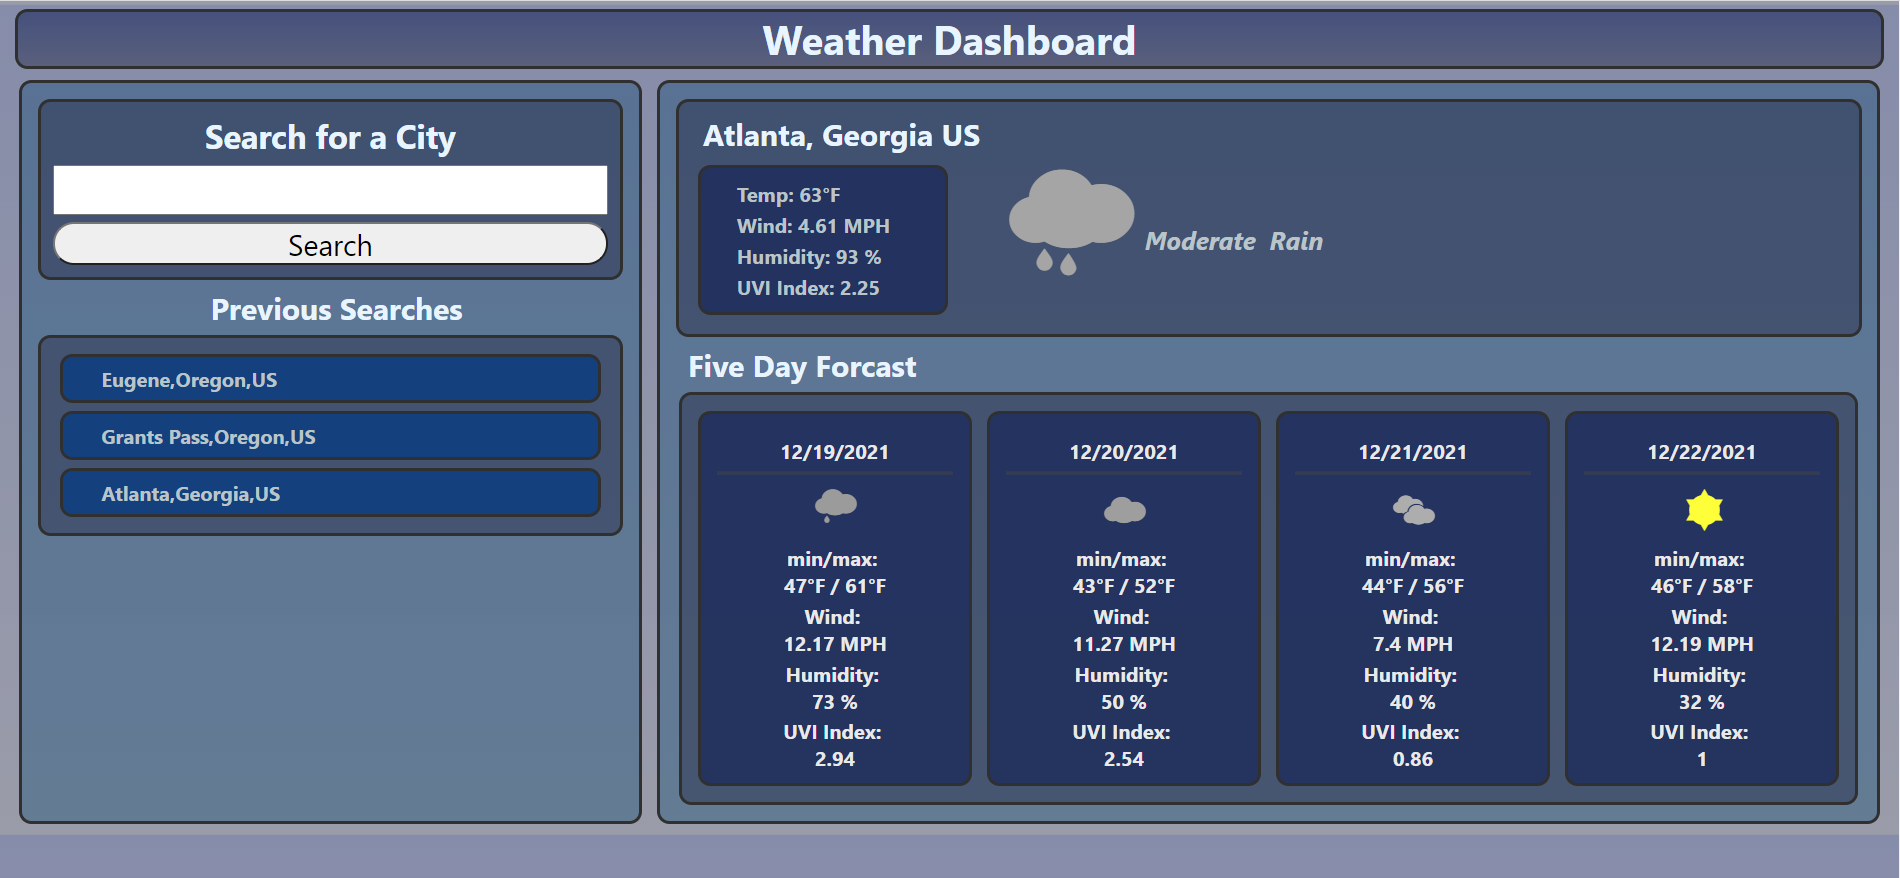 Weather Dashboard
Search for a City
Search
Previous Searches
Eugene,Oregon,US
Grants Pass,Oregon,US
Atlanta,Georgia,US
Atlanta, Georgia US
Temp: 63°F
Wind: 4.61 MPH
Humidity: 93 %
UVI Index: 2.25
Moderate Rain
Five Day Forcast
12/19/2021
min/max:
47°F / 61°F
Wind:
12.17 MPH
Humidity:
73 %
UVI Index:
2.94
12/20/2021
min/max:
43°F / 52°F
Wind:
11.27 MPH
Humidity:
50 %
UVI Index:
2.54
12/21/2021
min/max:
44°F / 56°F
Wind:
7.4 MPH
Humidity:
40 %
UVI Index:
0.86
12/22/2021
min/max:
46°F / 58°F
Wind:
12.19 MPH
Humidity:
32 %
UVI Index:
1